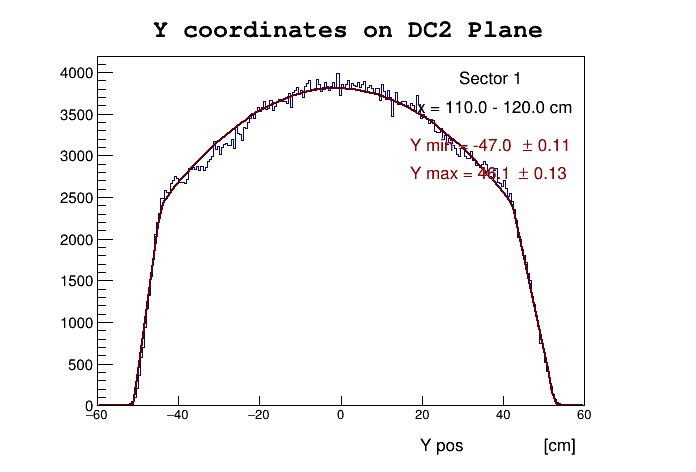 Y coordinates on DC2 Plane
Sector 1
x = 110.0 - 120.0 cm
Y min = -47.0 ± 0.11
Y max = 46.1 ± 0.13
4000
3500
3000
2500
2000
1500
1000
500
0
−60 −40 −20 0 20 40 60
Y pos [cm]